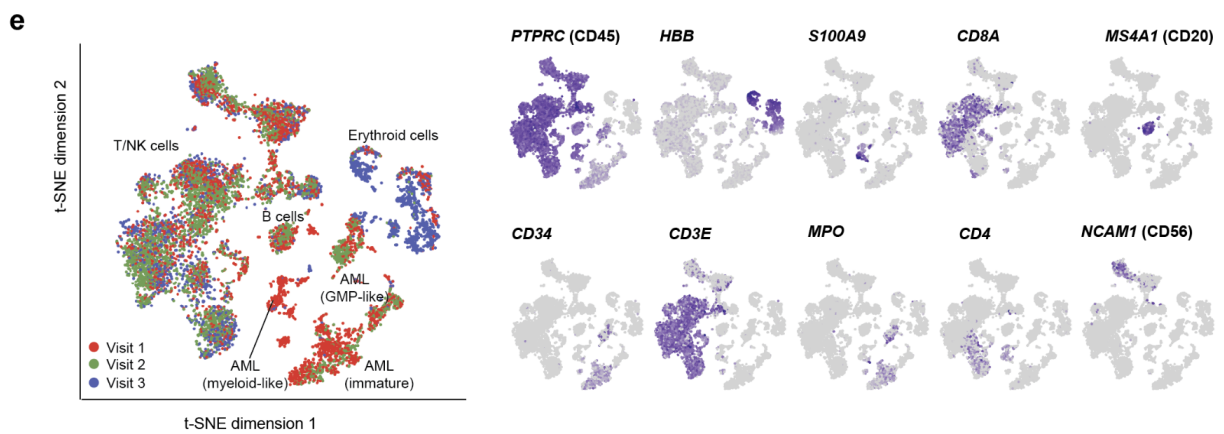 e
t-SNE dimension 2
T/NK cells
Erythroid cells
B cells
AML
(GMP-like)
AML
(myeloid-like)
AML
(immature)
Visit 1
Visit 2
Visit 3
t-SNE dimension 1
PTPRC (CD45)
HBB
S100A9
CD8A
MS4A1 (CD20)
CD34
CD3E
MPO
CD4
NCAM1 (CD56)